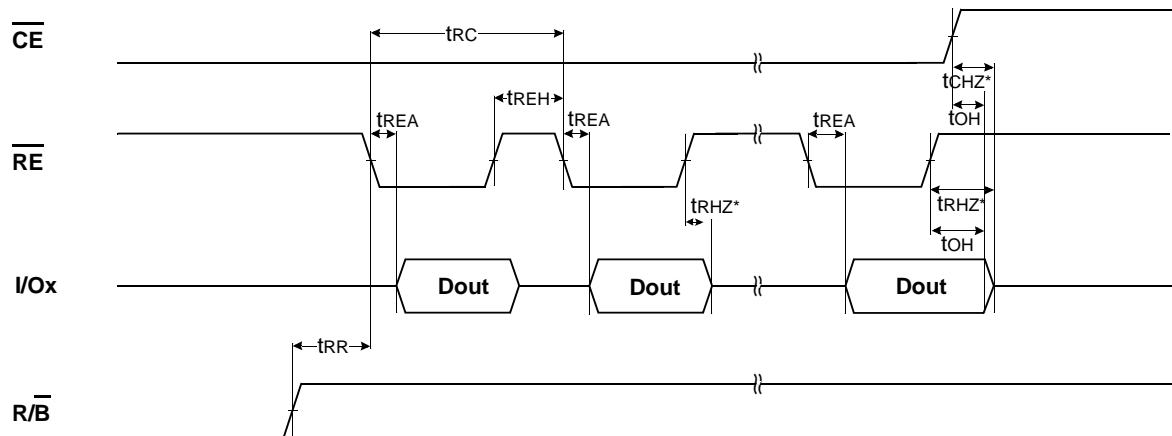 CE
tRC
tCHZ*
tREH
tOH
tREA
tREA
tREA
RE
tRHZ*
tRHZ*
tOH
I/Ox
Dout
Dout
Dout
tRR
R/B